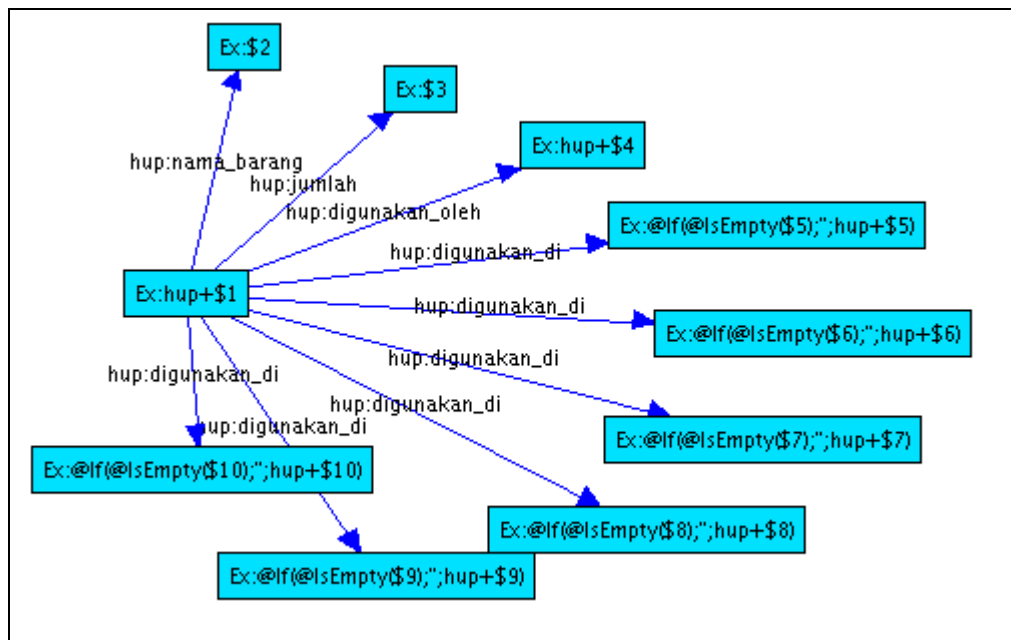 Ex:$2
Ex:$3
Ex:hup+$4
hup:nama_barang
hup:jumlah
hup:digunakan_oleh
Ex:@If(@IsEmpty($5);";hup+$5)
hup:digunakan_di
Ex:hup+$1
hup:digunakan_di
Ex:@If(@IsEmpty($6);";hup+$6)
hup:digunakan_di
hup:digunakan_di
hup:digunakan_di
hup:digunakan_di
Ex:@If(@IsEmpty($7);";hup+$7)
Ex:@If(@IsEmpty($10);";hup+$10)
Ex:@If(@IsEmpty($8);";hup+$8)
Ex:@If(@IsEmpty($9);";hup+$9)